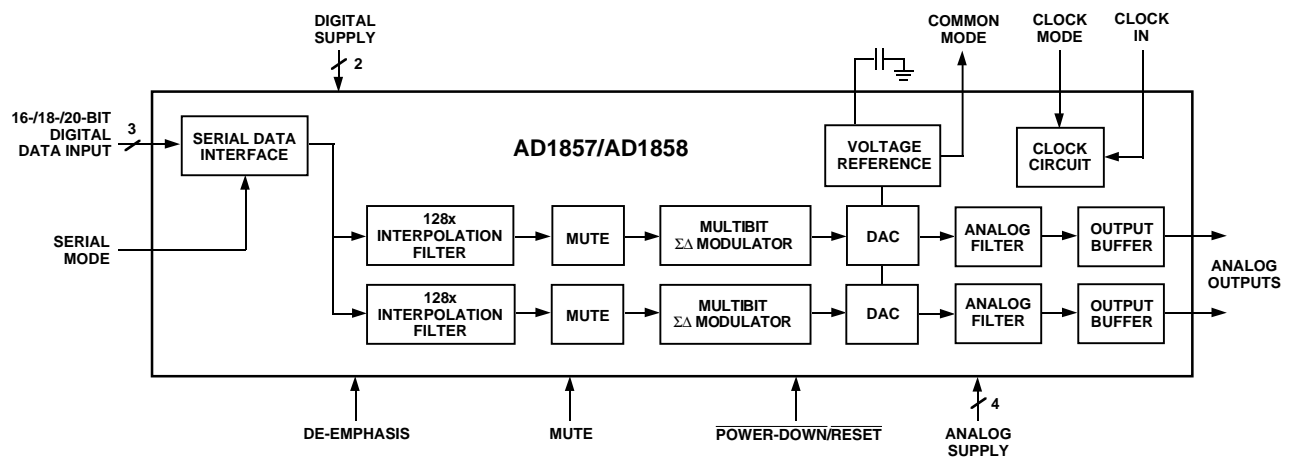 DIGITAL
SUPPLY
2
COMMON
MODE
CLOCK
MODE
CLOCK
IN
16-/18-/20-BIT
DIGITAL
DATA INPUT
3
SERIAL DATA
INTERFACE
AD1857/AD1858
VOLTAGE
REFERENCE
CLOCK
CIRCUIT
SERIAL
MODE
128x
INTERPOLATION
FILTER
MUTE
MULTIBIT
ΣΔ MODULATOR
DAC
ANALOG
FILTER
OUTPUT
BUFFER
128x
INTERPOLATION
FILTER
MUTE
MULTIBIT
ΣΔ MODULATOR
DAC
ANALOG
FILTER
OUTPUT
BUFFER
ANALOG
OUTPUTS
DE-EMPHASIS
MUTE
POWER-DOWN/RESET
4
ANALOG
SUPPLY